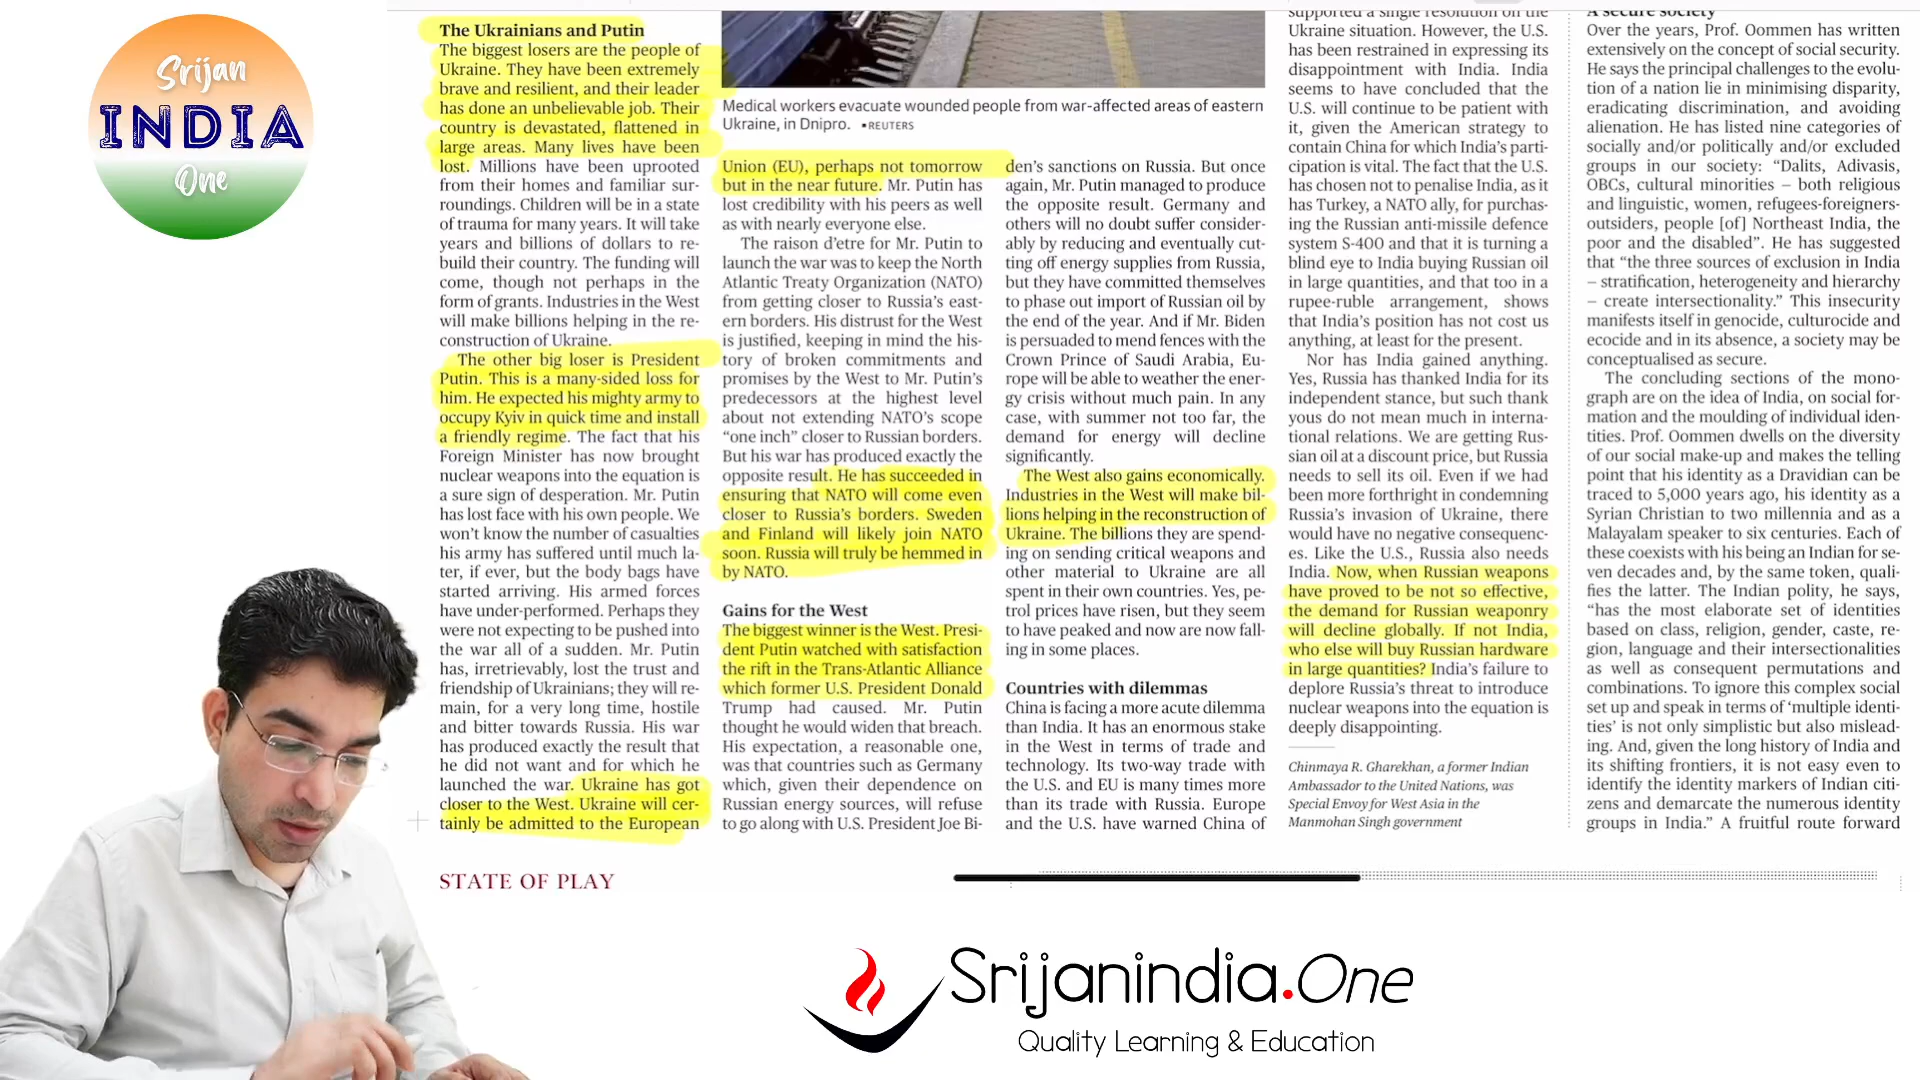 Srijan
INDIA
One
The Ukrainians and Putin
The biggest losers are the people of
Ukraine. They have been extremely
brave and resilient, and their leader
has done an unbelievable job. Their
country is devastated, flattened in
large areas. Many lives have been
lost. Millions have been uprooted
from their homes and familiar sur-
roundings. Children will be in a state
of trauma for many years. It will take
years and billions of dollars to re-
build their country. The funding will
come, though not perhaps in the
form of grants. Industries in the West
will make billions helping in the re-
construction of Ukraine.
The other big loser is President
Putin. This is a many-sided loss for
him. He expected his mighty army to
occupy Kyiv in quick time and install
a friendly regime. The fact that his
Foreign Minister has now brought
nuclear weapons into the equation is
a sure sign of desperation. Mr. Putin
has lost face with his own people. We
won't know the number of casualties
his army has suffered until much la-
ter, if ever, but the body bags have
started arriving. His armed forces
have under-performed. Perhaps they
were not expecting to be pushed into
the war all of a sudden. Mr. Putin
has, irretrievably, lost the trust and
friendship of Ukrainians; they will re-
main, for a very long time, hostile
and bitter towards Russia. His war
has produced exactly the result that
he did not want and for which he
launched the war. Ukraine has got
closer to the West. Ukraine will cer-
tainly be admitted to the European
Medical workers evacuate wounded people from war-affected areas of eastern
Ukraine, in Dnipro. ▪REUTERS
Union (EU), perhaps not tomorrow
but in the near future. Mr. Putin has
lost credibility with his peers as well
as with nearly everyone else.
The raison d'etre for Mr. Putin to
launch the war was to keep the North
Atlantic Treaty Organization (NATO)
from getting closer to Russia's east-
ern borders. His distrust for the West
is justified, keeping in mind the his-
tory of broken commitments and
promises by the West to Mr. Putin's
predecessors at the highest level
about not extending NATO's scope
"one inch" closer to Russian borders.
But his war has produced exactly the
opposite result. He has succeeded in
ensuring that NATO will come even
closer to Russia's borders. Sweden
and Finland will likely join NATO
soon. Russia will truly be hemmed in
by NATO.
Gains for the West
The biggest winner is the West. Presi-
dent Putin watched with satisfaction
the rift in the Trans-Atlantic Alliance
which former U.S. President Donald
Trump had caused. Mr. Putin
thought he would widen that breach.
His expectation, a reasonable one,
was that countries such as Germany
which, given their dependence on
Russian energy sources, will refuse
to go along with U.S. President Joe Bi-
den's sanctions on Russia. But once
again, Mr. Putin managed to produce
the opposite result. Germany and
others will no doubt suffer consider-
ably by reducing and eventually cut-
ting off energy supplies from Russia,
but they have committed themselves
to phase out import of Russian oil by
the end of the year. And if Mr. Biden
is persuaded to mend fences with the
Crown Prince of Saudi Arabia, Eu-
rope will be able to weather the ener-
gy crisis without much pain. In any
case, with summer not too far, the
demand for energy will decline
significantly.
The West also gains economically.
Industries in the West will make bil-
lions helping in the reconstruction of
Ukraine. The billions they are spend-
ing on sending critical weapons and
other material to Ukraine are all
spent in their own countries. Yes, pe-
trol prices have risen, but they seem
to have peaked and now are now fall-
ing in some places.
Countries with dilemmas
China is facing a more acute dilemma
than India. It has an enormous stake
in the West in terms of trade and
technology. Its two-way trade with
the U.S. and EU is many times more
than its trade with Russia. Europe
and the U.S. have warned China of
supported a single resolution on the
Ukraine situation. However, the U.S.
has been restrained in expressing its
disappointment with India. India
seems to have concluded that the
U.S. will continue to be patient with
it, given the American strategy to
contain China for which India's parti-
cipation is vital. The fact that the U.S.
has chosen not to penalise India, as it
has Turkey, a NATO ally, for purchas-
ing the Russian anti-missile defence
system S-400 and that it is turning a
blind eye to India buying Russian oil
in large quantities, and that too in a
rupee-ruble arrangement, shows
that India's position has not cost us
anything, at least for the present.
Nor has India gained anything.
Yes, Russia has thanked India for its
independent stance, but such thank
yous do not mean much in interna-
tional relations. We are getting Rus-
sian oil at a discount price, but Russia
needs to sell its oil. Even if we had
been more forthright in condemning
Russia's invasion of Ukraine, there
would have no negative consequenc-
es. Like the U.S., Russia also needs
India. Now, when Russian weapons
have proved to be not so effective,
the demand for Russian weaponry
will decline globally. If not India,
who else will buy Russian hardware
in large quantities? India's failure to
deplore Russia's threat to introduce
nuclear weapons into the equation is
deeply disappointing.
Chinmaya R. Gharekhan, a former Indian
Ambassador to the United Nations, was
Special Envoy for West Asia in the
Manmohan Singh government
A secure society
Over the years, Prof. Oommen has written
extensively on the concept of social security.
He says the principal challenges to the evolu-
tion of a nation lie in minimising disparity,
eradicating discrimination, and avoiding
alienation. He has listed nine categories of
socially and/or politically and/or excluded
groups in our society: "Dalits, Adivasis,
OBCs, cultural minorities – both religious
and linguistic, women, refugees-foreigners-
outsiders, people [of] Northeast India, the
poor and the disabled". He has suggested
that "the three sources of exclusion in India
– stratification, heterogeneity and hierarchy
– create intersectionality." This insecurity
manifests itself in genocide, culturocide and
ecocide and in its absence, a society may be
conceptualised as secure.
The concluding sections of the mono-
graph are on the idea of India, on social for-
mation and the moulding of individual iden-
tities. Prof. Oommen dwells on the diversity
of our social make-up and makes the telling
point that his identity as a Dravidian can be
traced to 5,000 years ago, his identity as a
Syrian Christian to two millennia and as a
Malayalam speaker to six centuries. Each of
these coexists with his being an Indian for se-
ven decades and, by the same token, quali-
fies the latter. The Indian polity, he says,
"has the most elaborate set of identities
based on class, religion, gender, caste, re-
gion, language and their intersectionalities
as well as consequent permutations and
combinations. To ignore this complex social
set up and speak in terms of 'multiple identi-
ties' is not only simplistic but also mislead-
ing. And, given the long history of India and
its shifting frontiers, it is not easy even to
identify the identity markers of Indian citi-
zens and demarcate the numerous identity
groups in India." A fruitful route forward
STATE OF PLAY
Srijanindia.One
Quality Learning & Education